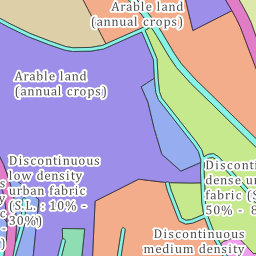 Arable land
(annual crops)
Arable land
(annual crops)
Discontinuous
low density
urban fabric
(S.L. : 10% -
30%)
Discont
dense u
fabric (S
50% - 8
Discontinuous
medium density